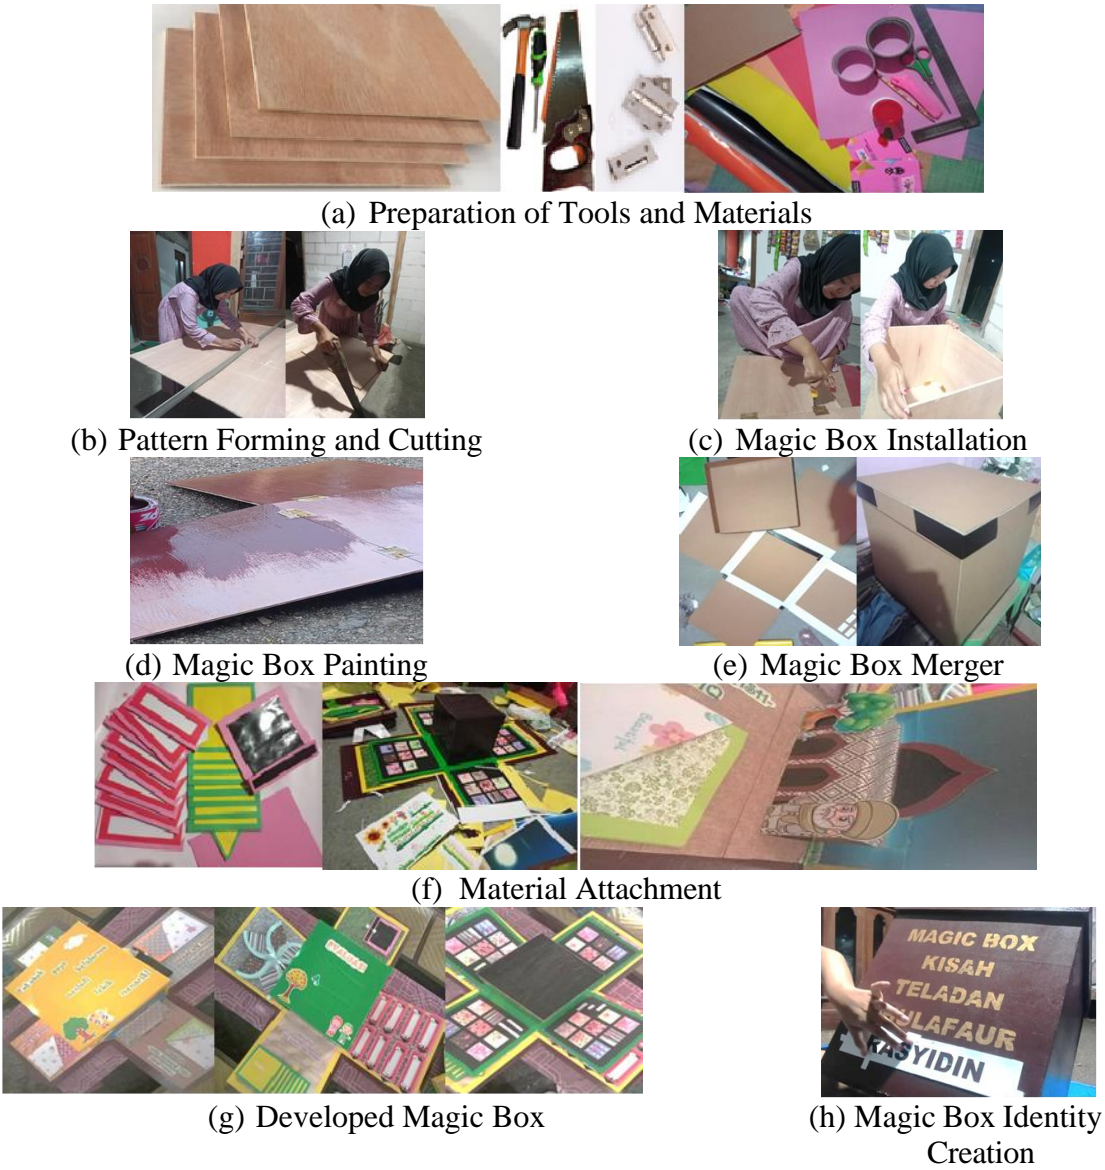 (a) Preparation of Tools and Materials
(b) Pattern Forming and Cutting
(c) Magic Box Installation
(d) Magic Box Painting
(e) Magic Box Merger
(f) Material Attachment
MAGIC BOX
KISAH
TELADAN
RASYIDIN
(g) Developed Magic Box
(h) Magic Box Identity
Creation